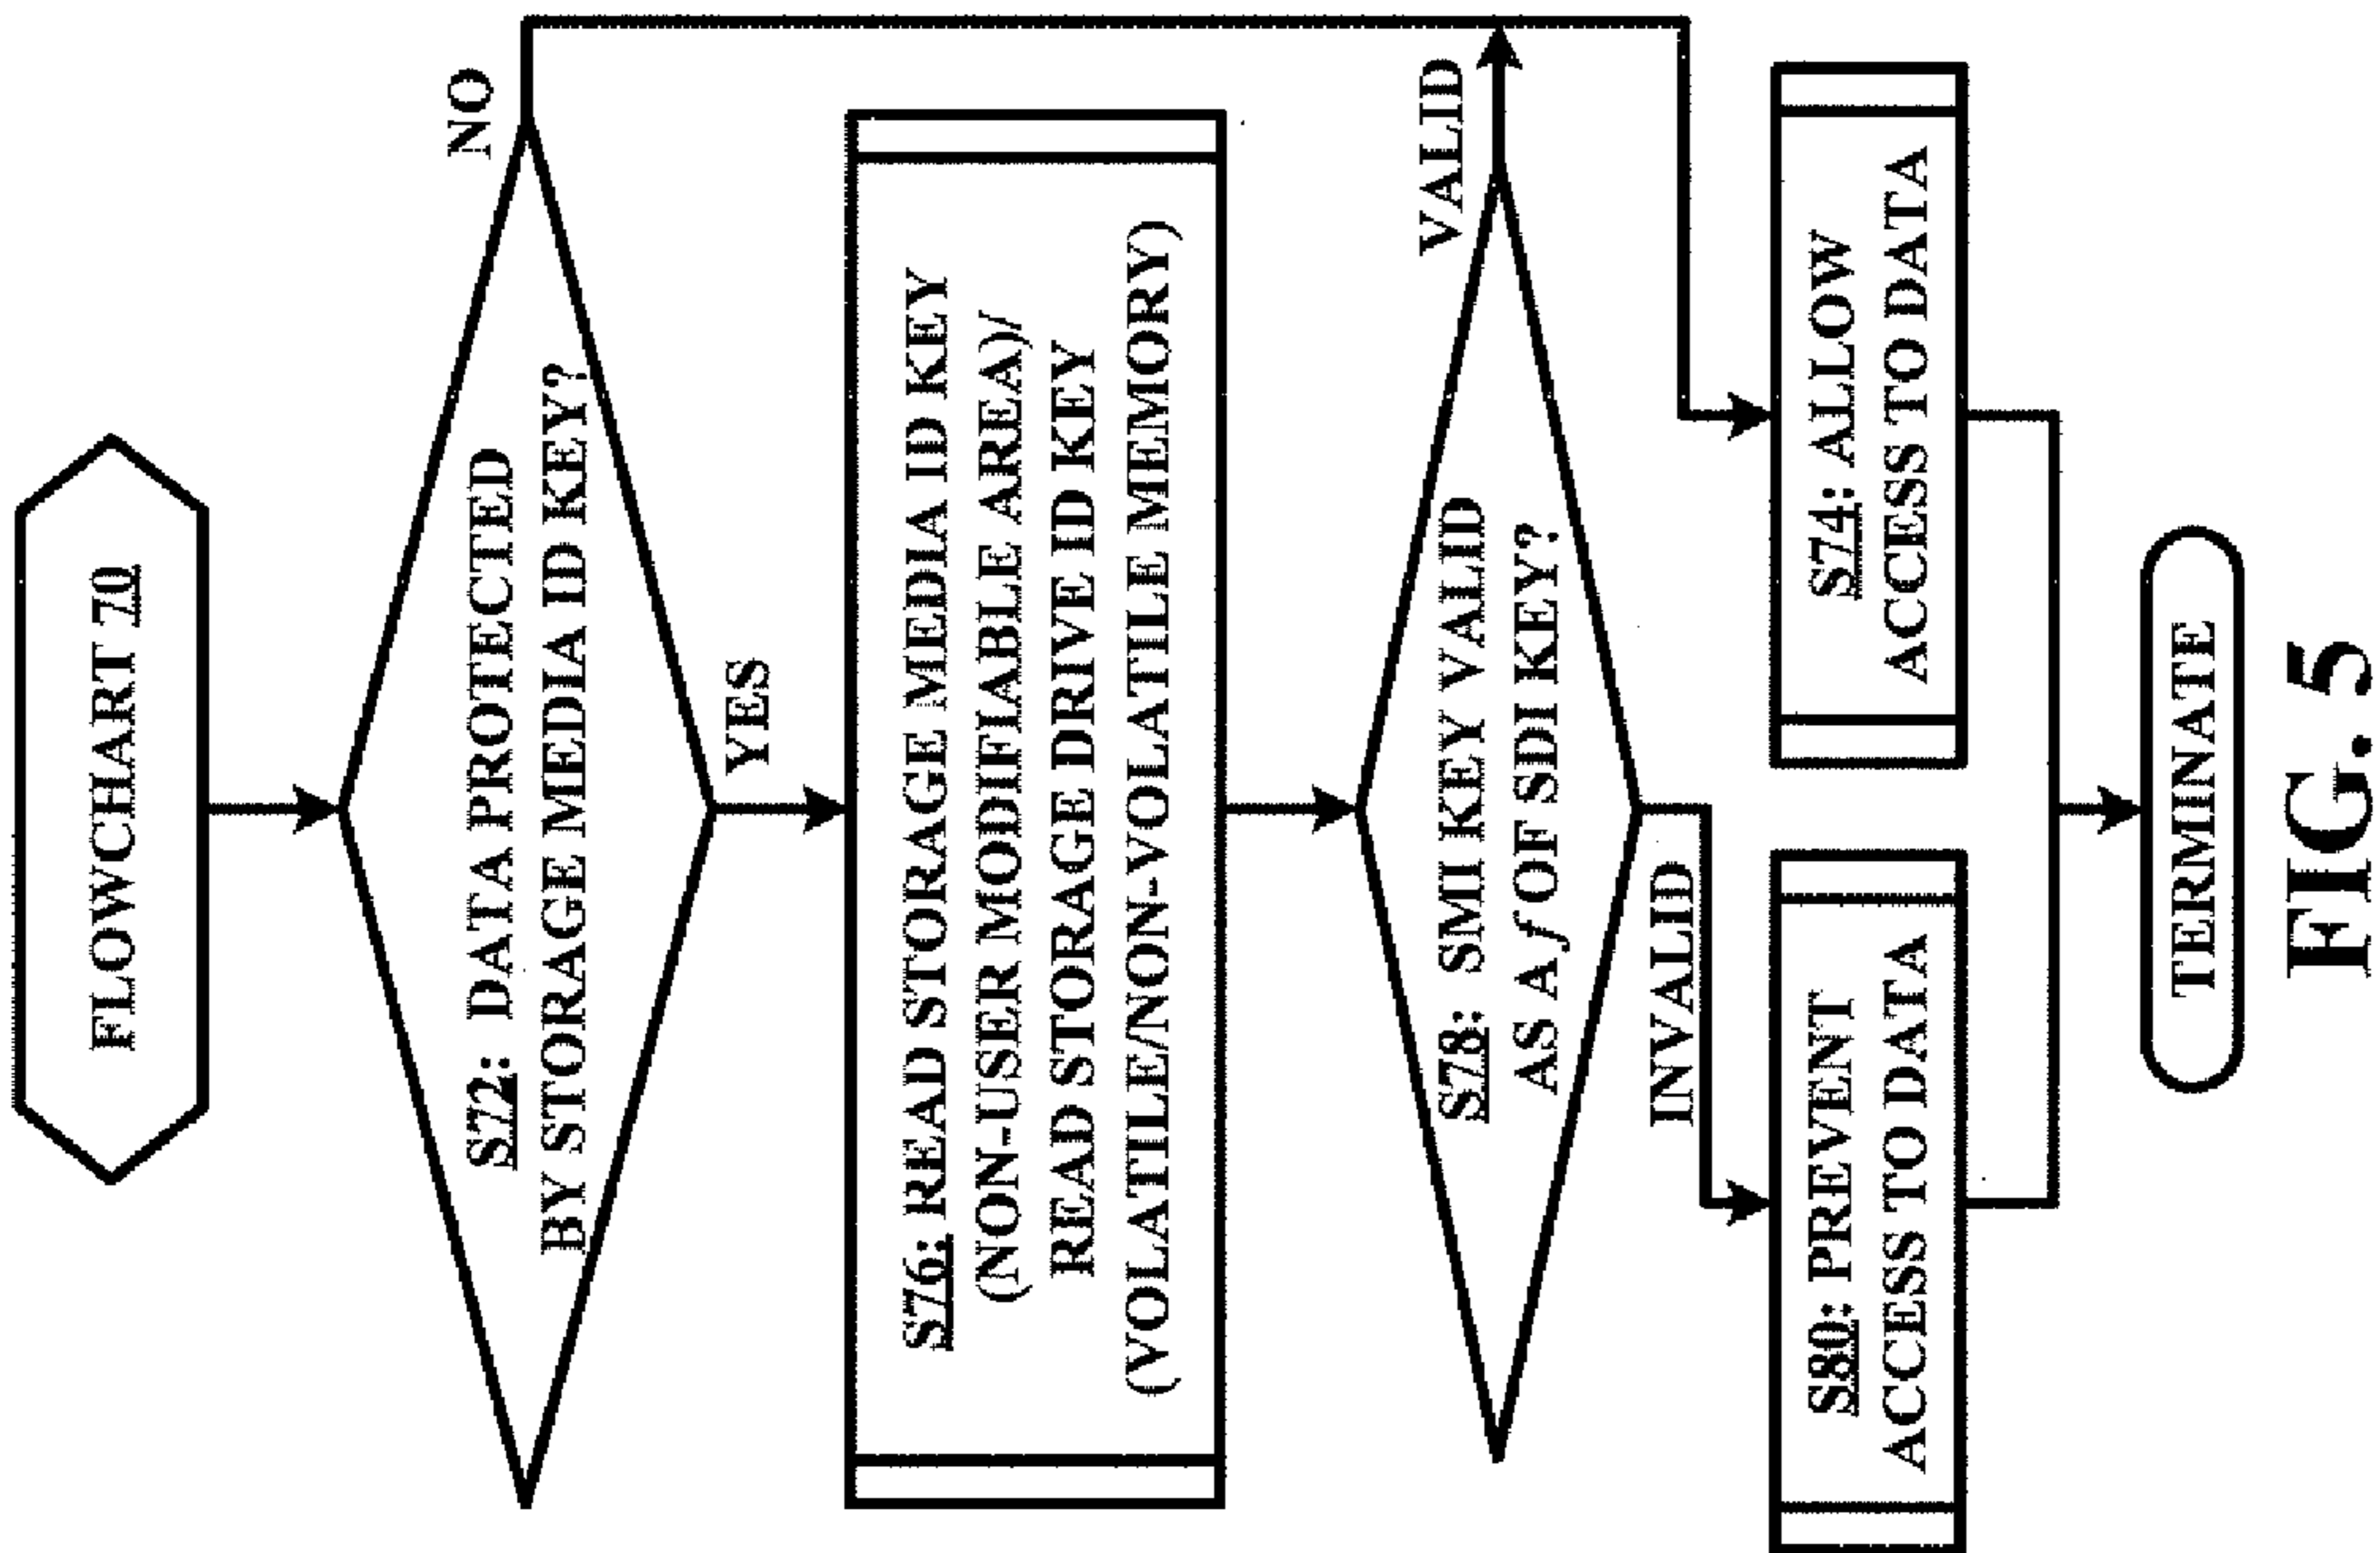 FLOWCHART 70
S72: DATA PROTECTED
BY STORAGE MEDIA ID KEY?
NO
YES
S76: READ STORAGE MEDIA ID KEY
(NON-USER MODIFIABLE AREA)/
READ STORAGE DRIVE ID KEY
(VOLATILE/NON-VOLATILE MEMORY)
S78: SMI KEY VALID
AS A f OF SDI KEY?
VALID
INVALID
S80: PREVENT
ACCESS TO DATA
S74: ALLOW
ACCESS TO DATA
TERMINATE
FIG. 5